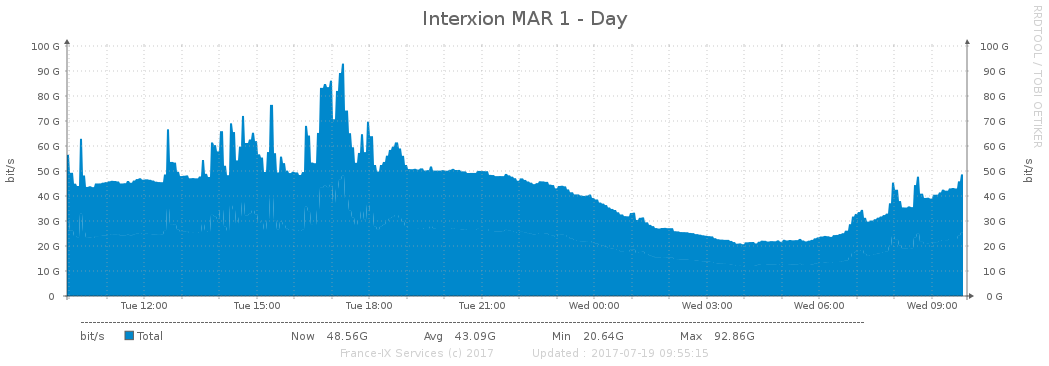 Interxion MAR 1 - Day
RRDTOOL / TOBI OETIKER
bit/s
100 G
90 G
80 G
70 G
60 G
50 G
40 G
30 G
20 G
10 G
0
100 G
90 G
80 G
70 G
60 G
50 G
40 G
30 G
20 G
10 G
0 G
bit/s
Tue 12:00 Tue 15:00 Tue 18:00 Tue 21:00 Wed 00:00 Wed 03:00 Wed 06:00 Wed 09:00
bit/s Total Now 48.56G Avg 43.09G Min 20.64G Max 92.86G
France-IX Services (c) 2017 Updated : 2017-07-19 09:55:15